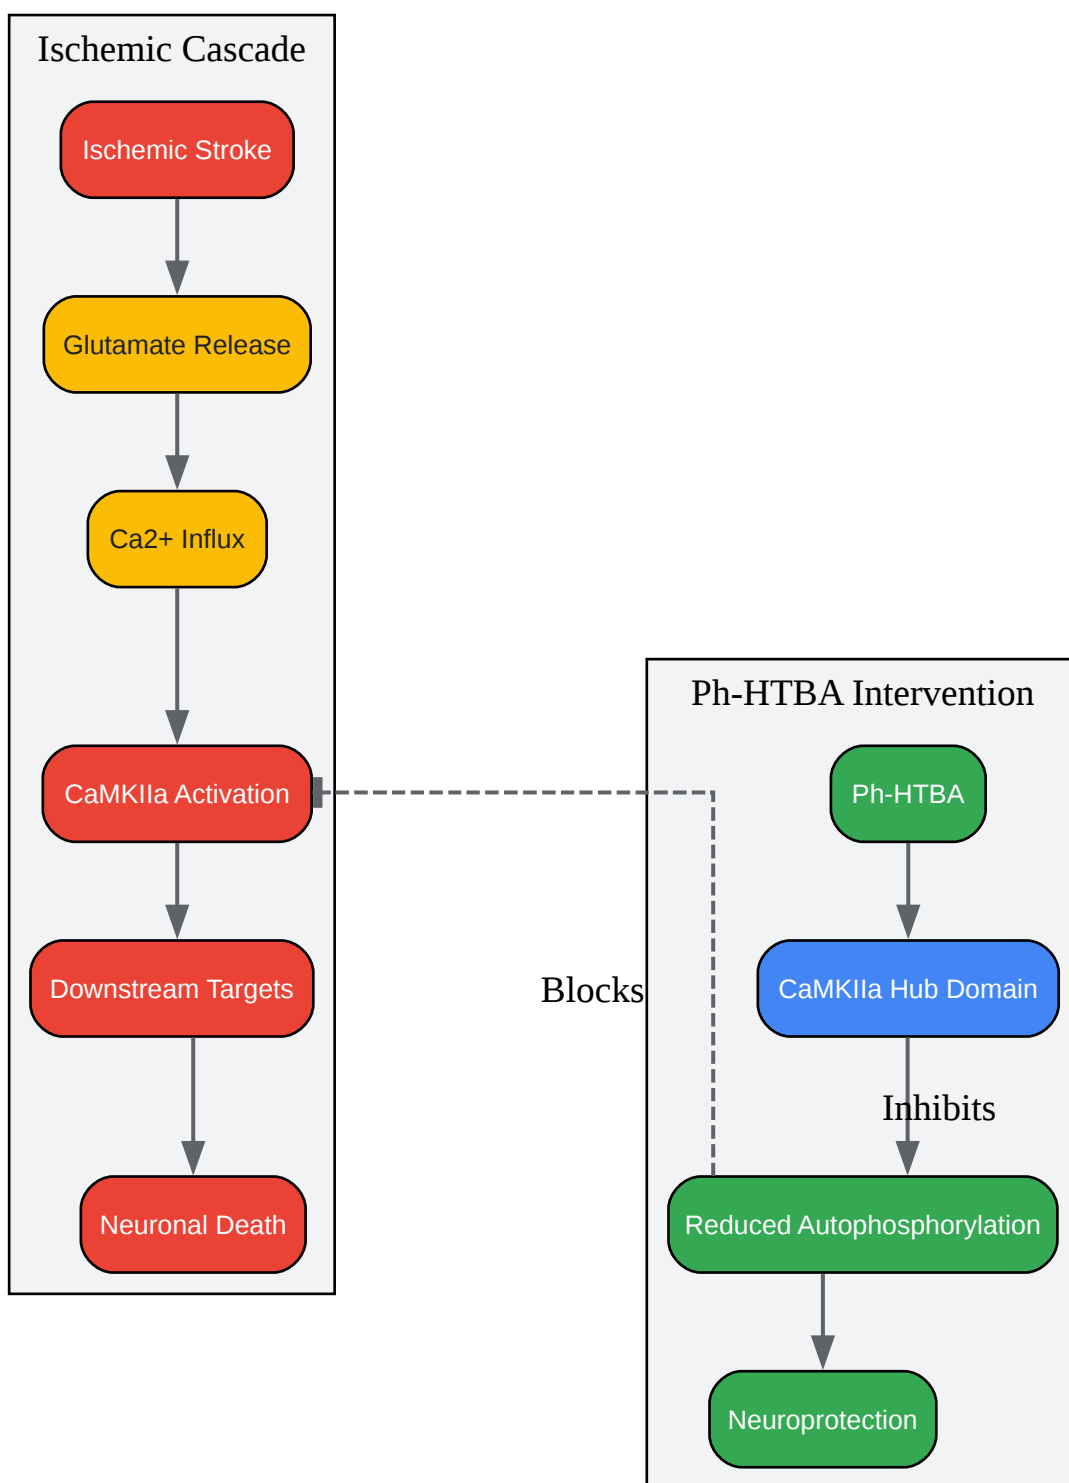 Ischemic Cascade
Ischemic Stroke
Glutamate Release
Ca2+ Influx
CaMKIIa Activation
Downstream Targets
Neuronal Death
Blocks
Ph-HTBA Intervention
Ph-HTBA
CaMKIIa Hub Domain
Inhibits
Reduced Autophosphorylation
Neuroprotection